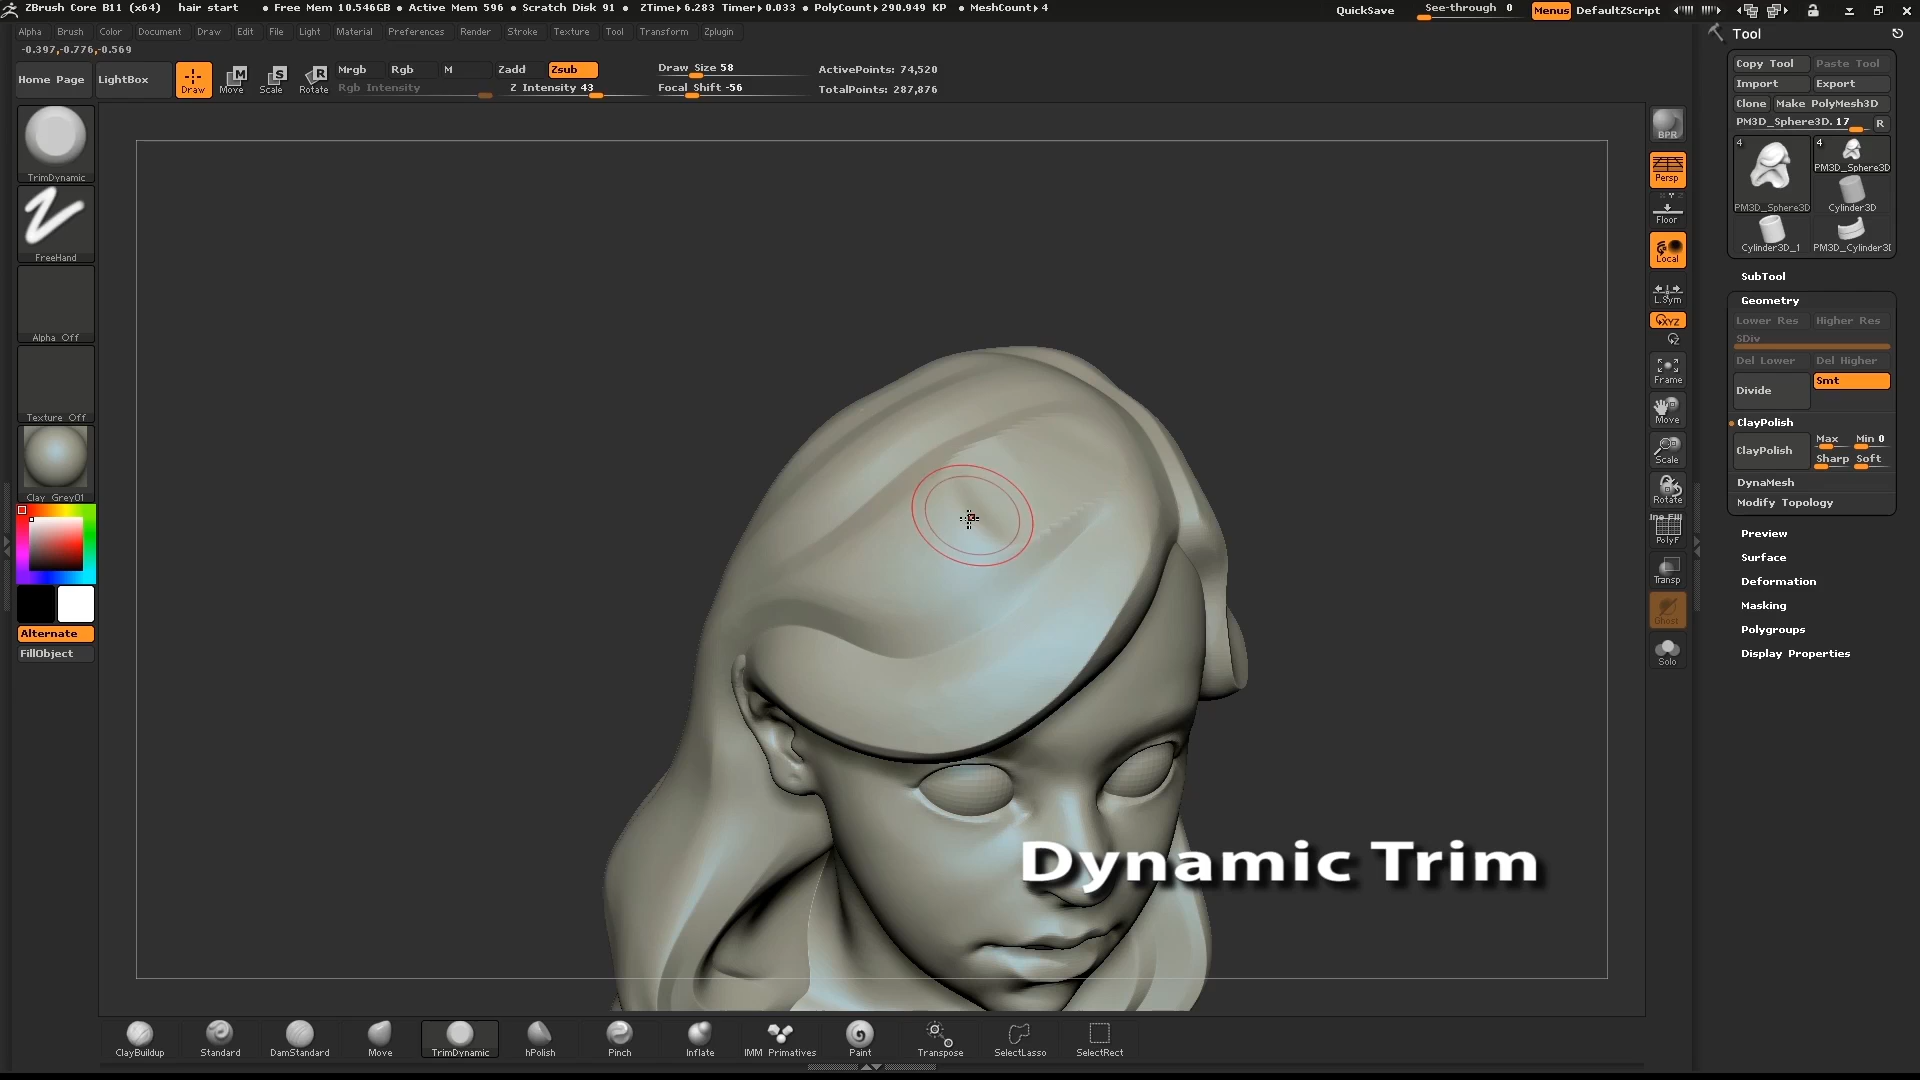 ZBrush Core B11 (x64) hair start • Free Mem 10.546GB • Active Mem 596 • Scratch Disk 91 • ZTime▸6.283 Timer▸0.033 • PolyCount▸290.949 KP • MeshCount▸4 QuickSave See-through 0 Menus DefaultZScript
Alpha Brush Color Document Draw Edit File Light Material Preferences Render Stroke Texture Tool Transform Zplugin
-0.397,-0.776,-0.569
Home Page LightBox Draw Move Scale Rotate
M S R
Mrgb Rgb M Zadd Zsub
Rgb Intensity Z Intensity 43
Draw Size 58
Focal Shift -56
ActivePoints: 74,520
TotalPoints: 287,876
TrimDynamic
FreeHand
Alpha Off
Texture Off
Clay_Grey01
Alternate
FillObject
Dynamic Trim
BPR
Persp
Floor
Local
L.Sym
XYZ
Frame
Move
Scale
Rotate
Line Fill
PolyF
Transp
Ghost
Solo
Tool
Copy Tool Paste Tool
Import Export
Clone Make PolyMesh3D
PM3D_Sphere3D. 17 R
4 4
PM3D_Sphere3D
Cylinder3D
PM3D_Sphere3D
Cylinder3D_1 PM3D_Cylinder3D
SubTool
Geometry
Lower Res Higher Res
SDiv
Del Lower Del Higher
Divide Smt
ClayPolish
ClayPolish Max Min 0
Sharp Soft
DynaMesh
Modify Topology
Preview
Surface
Deformation
Masking
Polygroups
Display Properties
ClayBuildup Standard DamStandard Move TrimDynamic hPolish Pinch Inflate IMM Primitives Paint Transpose SelectLasso SelectRect